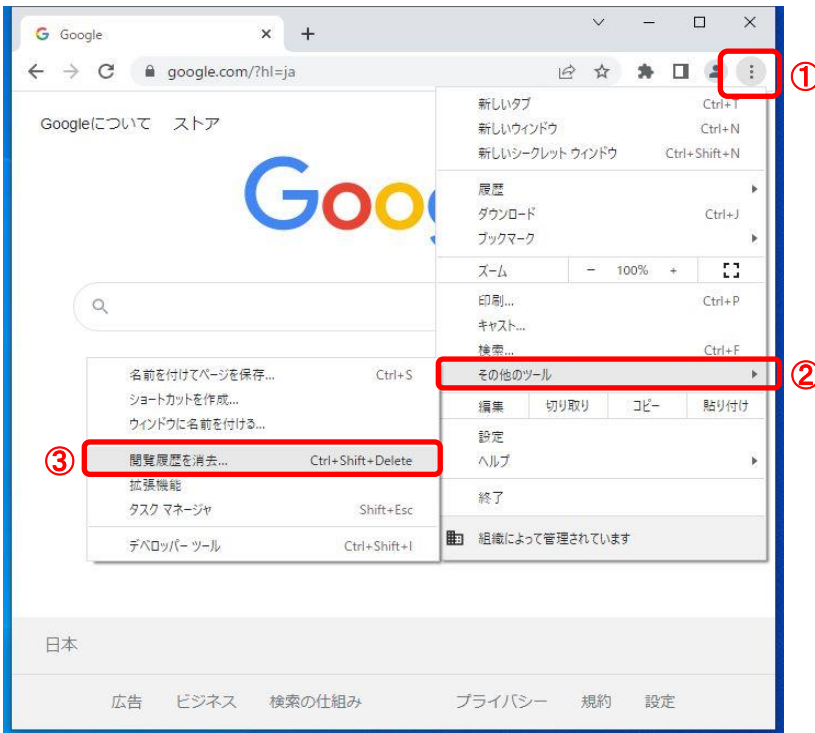 Google
google.com/?hl=ja
①
Googleについて ストア
Goo
新しいタブ Ctrl+T
新しいウィンドウ Ctrl+N
新しいシークレット ウィンドウ Ctrl+Shift+N
履歴
ダウンロード Ctrl+J
ブックマーク
ズーム - 100% +
印刷... Ctrl+P
キャスト...
検索... Ctrl+F
その他のツール
②
編集 切り取り コピー 貼り付け
設定
ヘルプ
終了
組織によって管理されています
名前を付けてページを保存... Ctrl+S
ショートカットを作成...
ウィンドウに名前を付ける...
③
閲覧履歴を消去... Ctrl+Shift+Delete
拡張機能
タスク マネージャ Shift+Esc
デベロッパー ツール Ctrl+Shift+I
日本
広告 ビジネス 検索の仕組み プライバシー 規約 設定